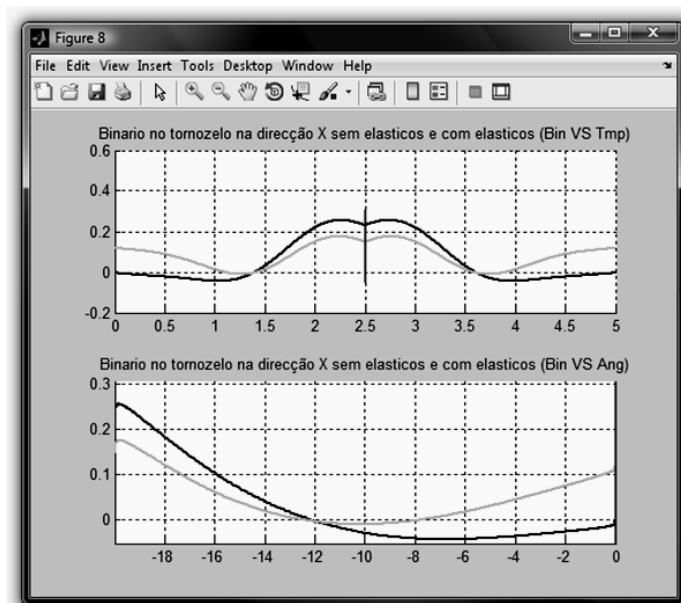 Figure 8
File Edit View Insert Tools Desktop Window Help
Binario no tornozelo na direcção X sem elasticos e com elasticos (Bin VS Tmp)
0.6
0.4
0.2
0
-0.2
0 0.5 1 1.5 2 2.5 3 3.5 4 4.5 5
Binario no tornozelo na direcção X sem elasticos e com elasticos (Bin VS Ang)
0.3
0.2
0.1
0
-18 -16 -14 -12 -10 -8 -6 -4 -2 0